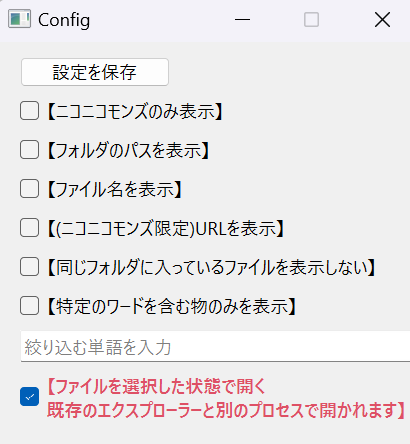 Config
設定を保存
【ニコニコモンズのみ表示】
【フォルダのパスを表示】
【ファイル名を表示】
【(ニコニコモンズ限定)URLを表示】
【同じフォルダに入っているファイルを表示しない】
【特定のワードを含む物のみを表示】
絞り込む単語を入力
【ファイルを選択した状態で開く
既存のエクスプローラーと別のプロセスで開かれます】